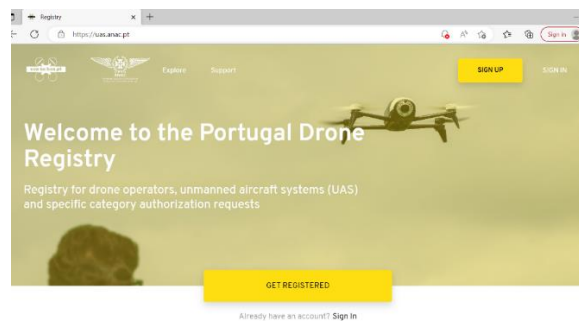 Registry
https://uas.anac.pt
Sign in
Explore
Support
SIGN UP
SIGN IN
Welcome to the Portugal Drone
Registry
Registry for drone operators, unmanned aircraft systems (UAS)
and specific category authorization requests
GET REGISTERED
Already have an account? Sign In